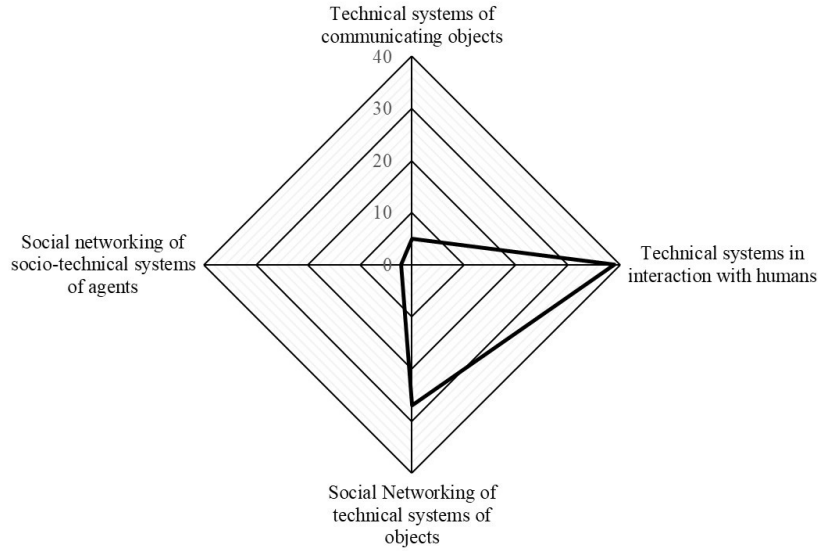 Technical systems of
communicating objects
40
30
20
10
0
Social networking of
socio-technical systems
of agents
Technical systems in
interaction with humans
Social Networking of
technical systems of
objects